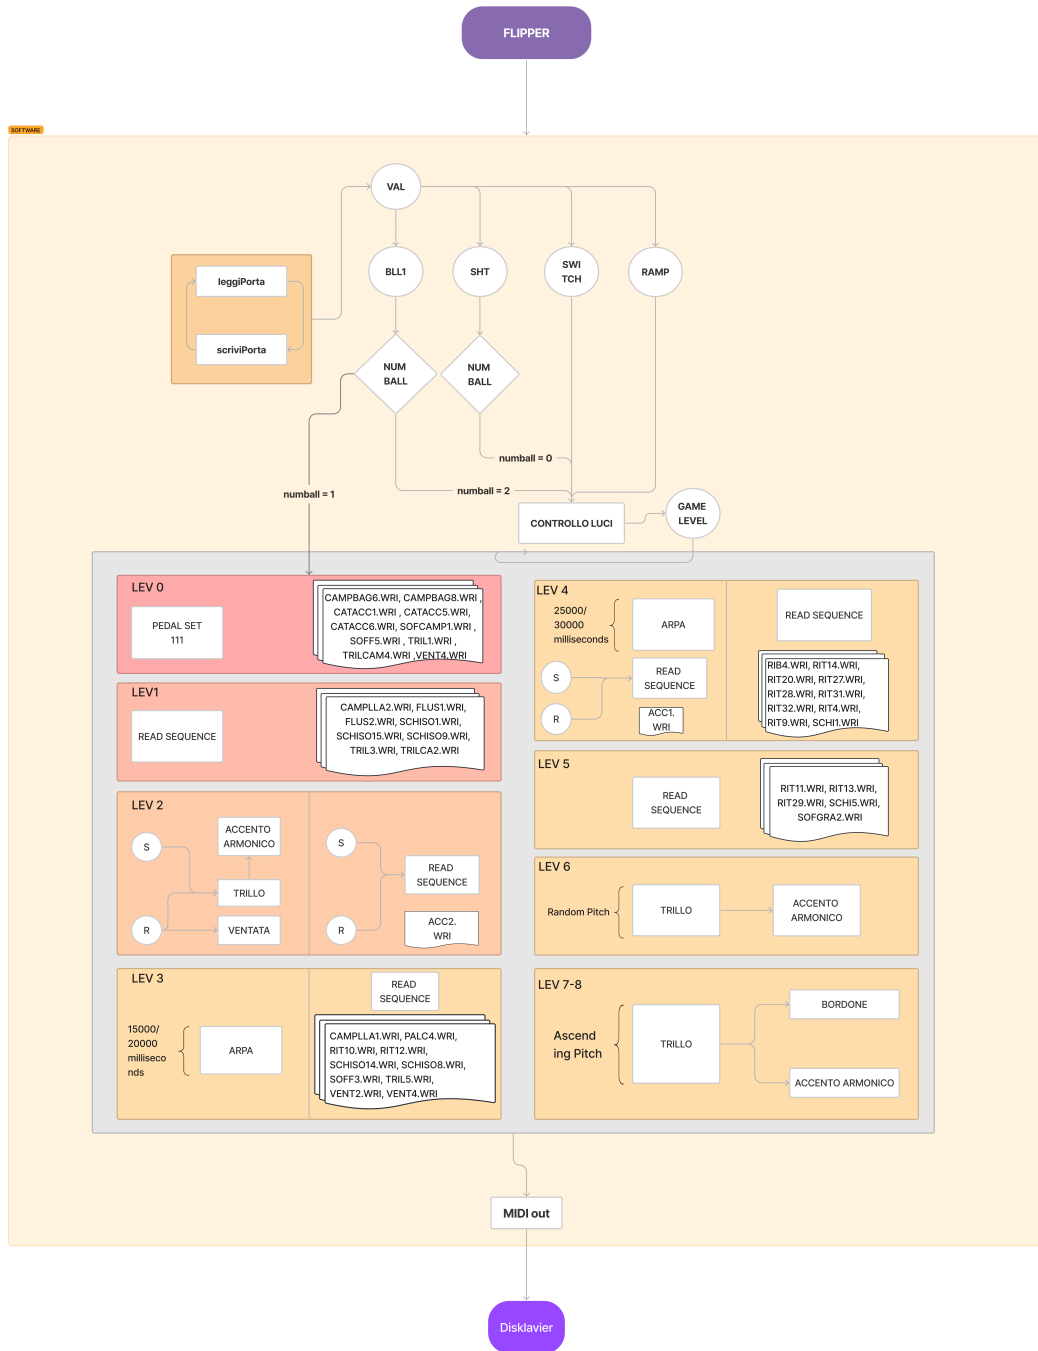 FLIPPER
SOFTWARE
VAL
BLL1
SHT
SWI
TCH
RAMP
leggiPorta
scriviPorta
NUM
BALL
NUM
BALL
numball = 0
numball = 2
numball = 1
CONTROLLO LUCI
GAME
LEVEL
LEV 0
PEDAL SET
111
CAMPBAG6.WRI, CAMPBAG8.WRI ,
CATACC1.WRI , CATACC5.WRI,
CATACC6.WRI, SOFCAMP1.WRI ,
SOFF5.WRI , TRIL1.WRI ,
TRILCAM4.WRI ,VENT4.WRI
LEV1
READ SEQUENCE
CAMPLLA2.WRI, FLUS1.WRI,
FLUS2.WRI, SCHISO1.WRI,
SCHISO15.WRI, SCHISO9.WRI,
TRIL3.WRI, TRILCA2.WRI
LEV 2
S
R
ACCENTO
ARMONICO
TRILLO
VENTATA
S
R
READ
SEQUENCE
ACC2.
WRI
LEV 3
15000/
20000
milliseco
nds
ARPA
READ
SEQUENCE
CAMPLLA1.WRI, PALC4.WRI,
RIT10.WRI, RIT12.WRI,
SCHISO14.WRI, SCHISO8.WRI,
SOFF3.WRI, TRIL5.WRI,
VENT2.WRI, VENT4.WRI
LEV 4
25000/
30000
milliseconds
ARPA
S
R
READ
SEQUENCE
ACC1.
WRI
READ SEQUENCE
RIB4.WRI, RIT14.WRI,
RIT20.WRI, RIT27.WRI,
RIT28.WRI, RIT31.WRI,
RIT32.WRI, RIT4.WRI,
RIT9.WRI, SCHI1.WRI
LEV 5
READ
SEQUENCE
RIT11.WRI, RIT13.WRI,
RIT29.WRI, SCHI5.WRI,
SOFGRA2.WRI
LEV 6
Random Pitch
TRILLO
ACCENTO
ARMONICO
LEV 7-8
Ascend
ing Pitch
TRILLO
BORDONE
ACCENTO ARMONICO
MIDI out
Disklavier